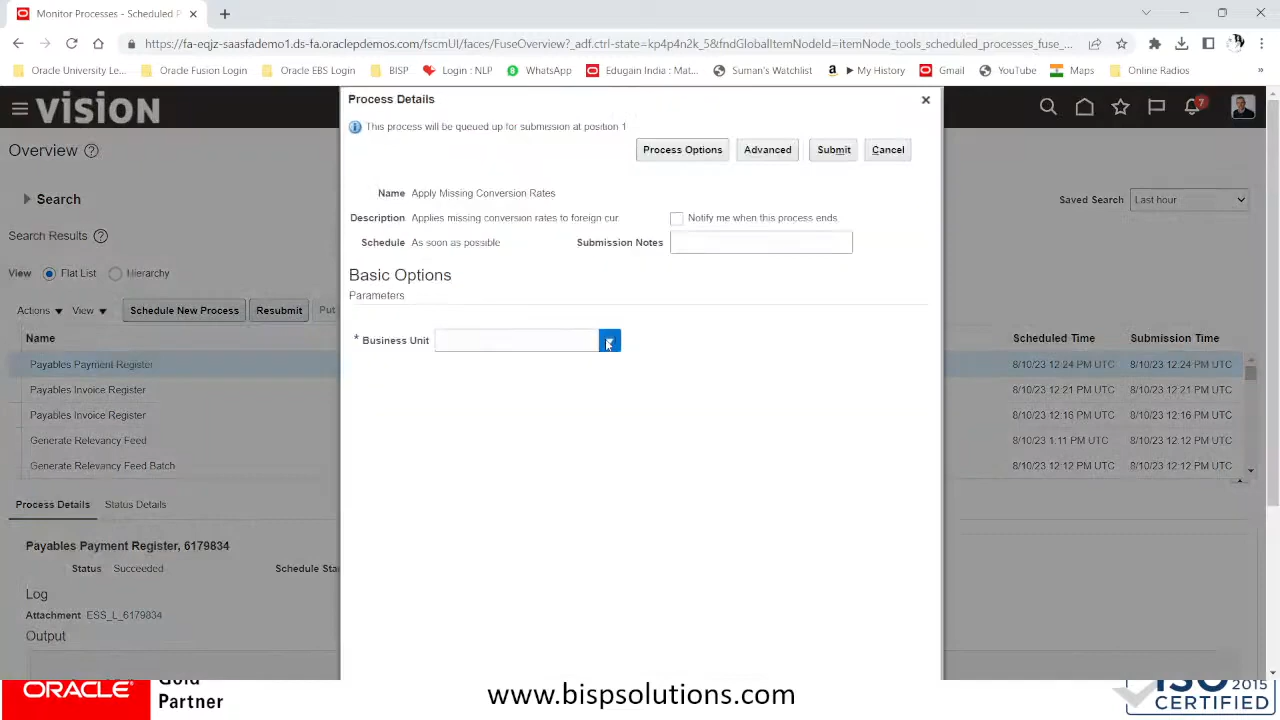 Monitor Processes - Scheduled P
https://fa-eqjz-saasfademo1.ds-fa.oraclepdemos.com/fscmUI/faces/FuseOverview?_adf.ctrl-state=kp4p4n2k_58&fndGlobalItemNodeId=itemNode_tools_scheduled_processes_fuse_...
Oracle University Le... Oracle Fusion Login Oracle EBS Login BISP Login : NLP WhatsApp Edugain India : Mat... Suman's Watchlist My History Gmail YouTube Maps Online Radios »
vision
7
Overview
Search
Saved Search Last hour
Search Results
View Flat List Hierarchy
Actions View Schedule New Process Resubmit Put
Name Scheduled Time Submission Time
Payables Payment Register 8/10/23 12:24 PM UTC 8/10/23 12:24 PM UTC
Payables Invoice Register 8/10/23 12:21 PM UTC 8/10/23 12:21 PM UTC
Payables Invoice Register 8/10/23 12:16 PM UTC 8/10/23 12:16 PM UTC
Generate Relevancy Feed 8/10/23 1:11 PM UTC 8/10/23 12:12 PM UTC
Generate Relevancy Feed Batch 8/10/23 12:12 PM UTC 8/10/23 12:12 PM UTC
Process Details Status Details
Payables Payment Register, 6179834
Status Succeeded Schedule Star
Log
Attachment ESS_L_6179834
Output
Process Details
This process will be queued up for submission at position 1
Process Options Advanced Submit Cancel
Name Apply Missing Conversion Rates
Description Applies missing conversion rates to foreign cur. Notify me when this process ends
Schedule As soon as possible Submission Notes
Basic Options
Parameters
* Business Unit
ORACLE Gold
Partner
www.bispsolutions.com
ISO 2015
CERTIFIED